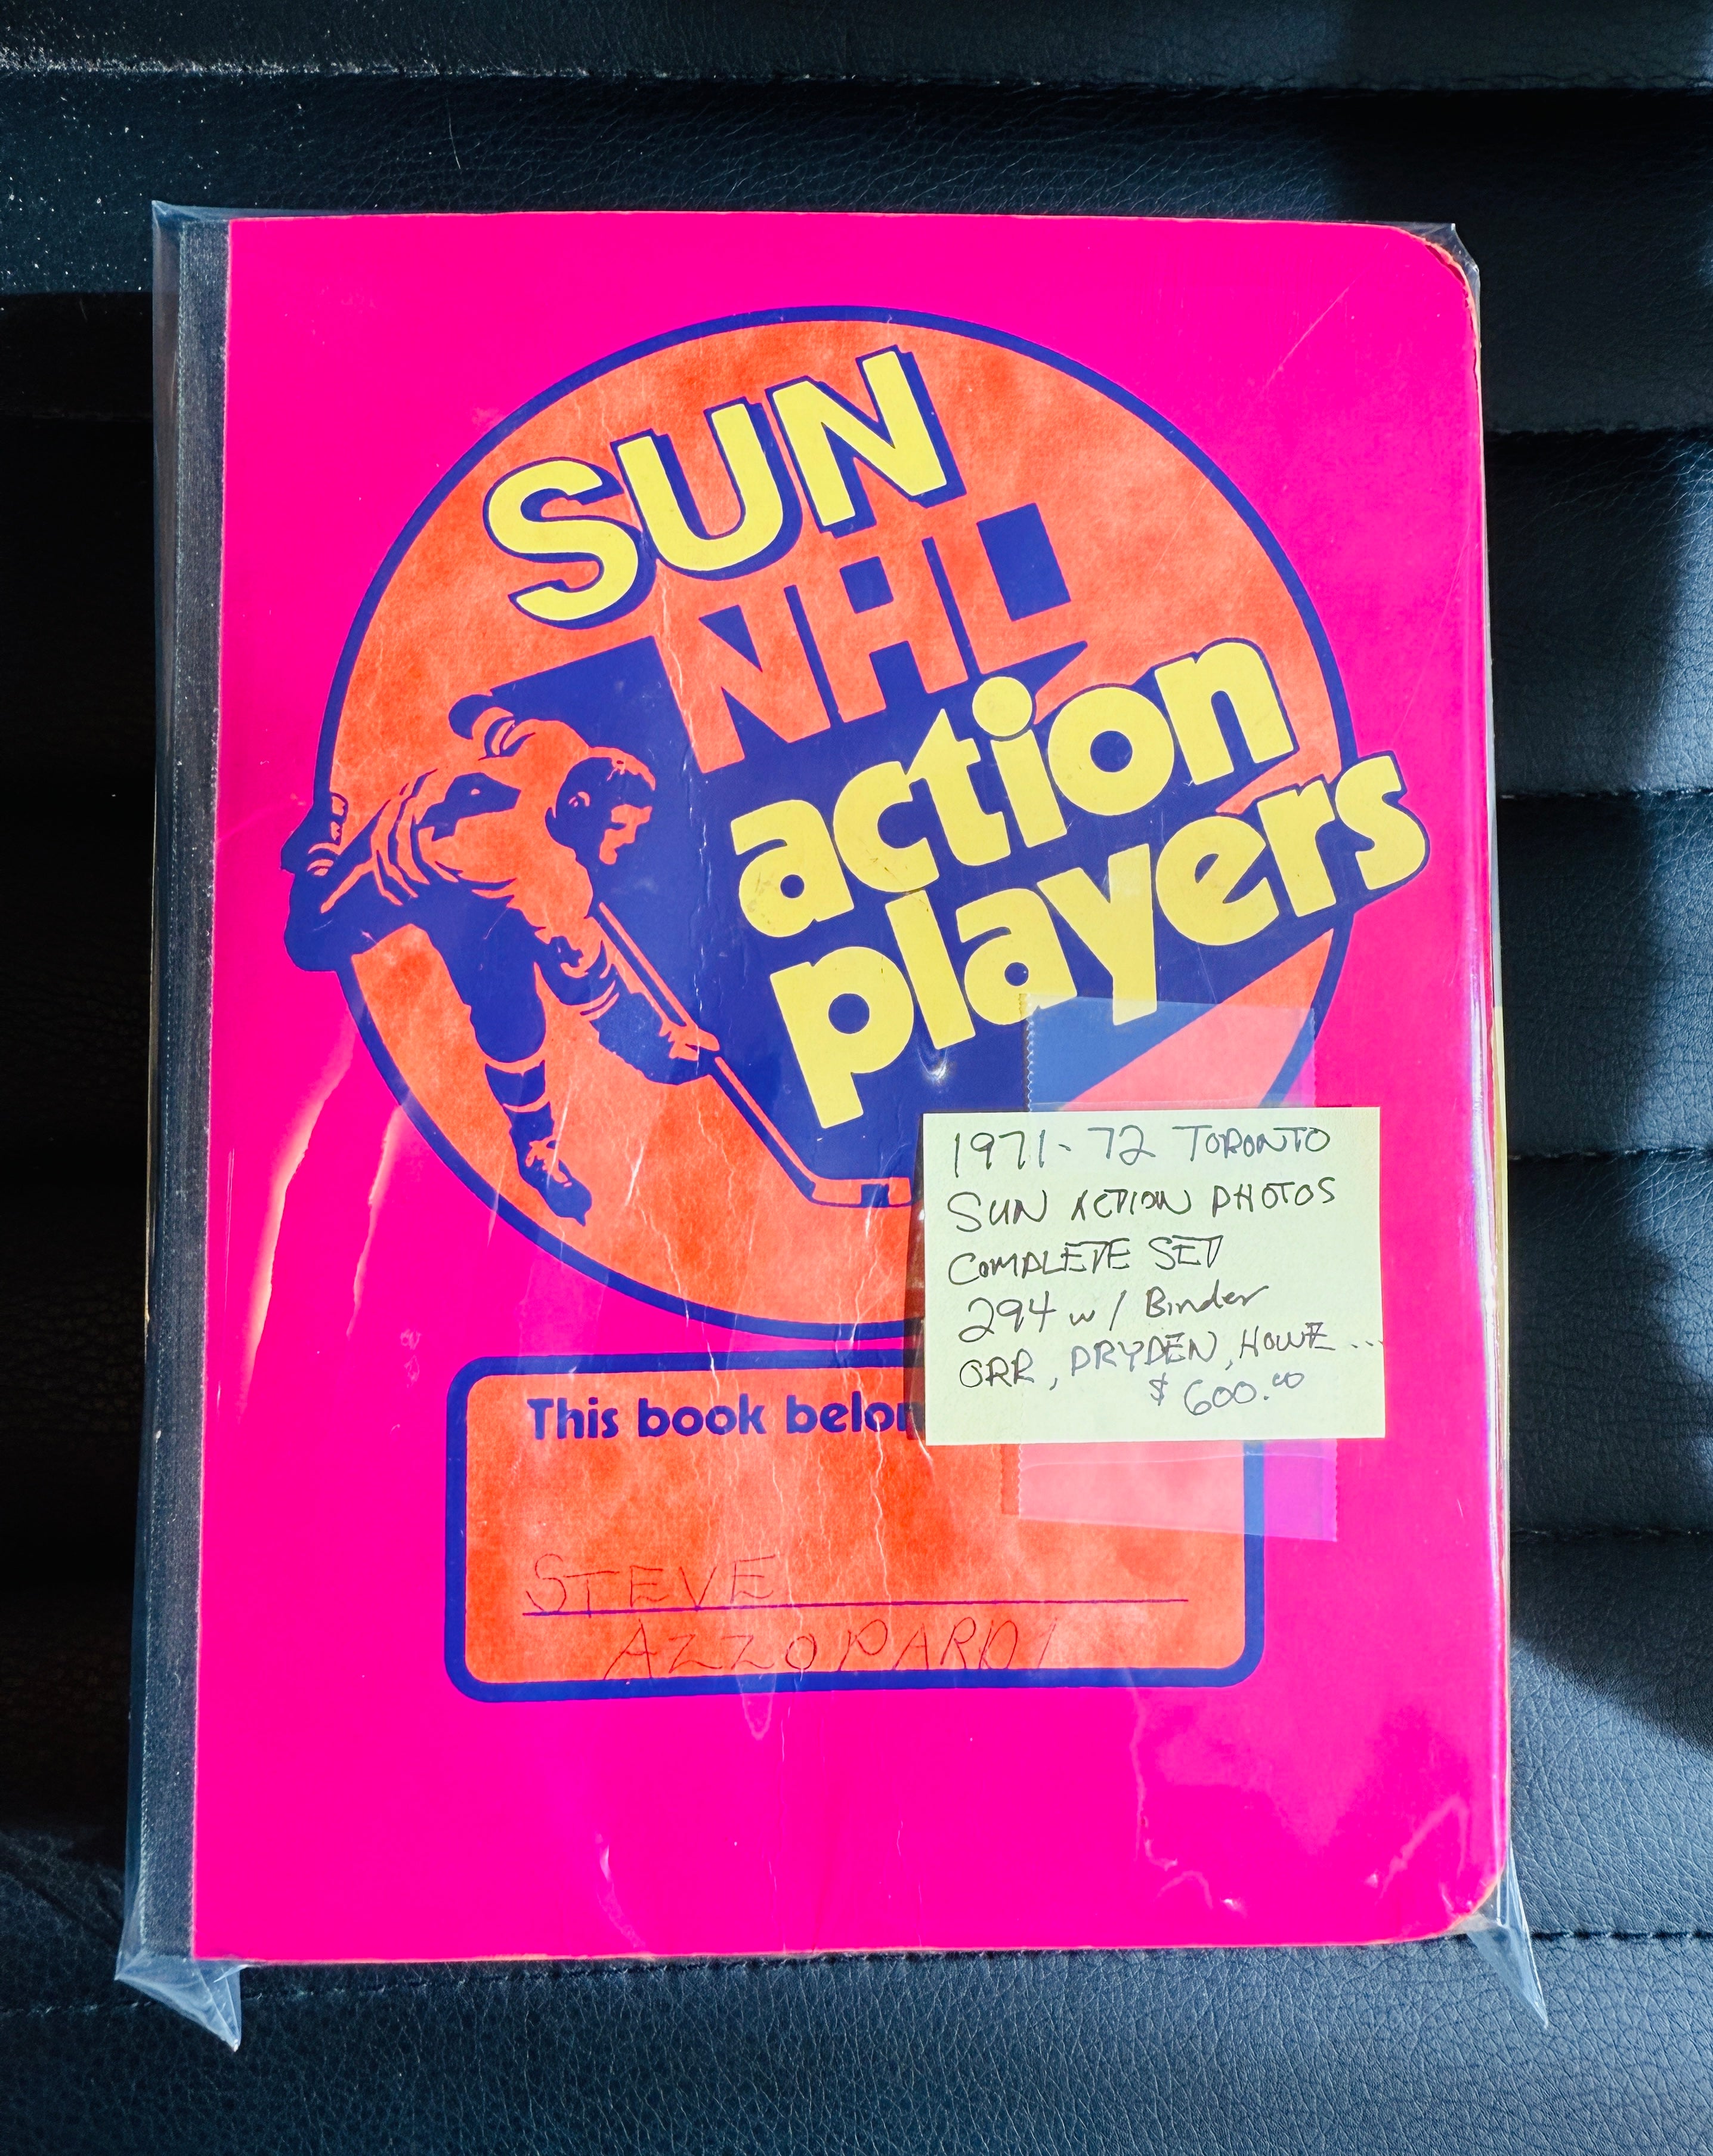 SUN
NHL
action
players
1971-72 TORONTO
SUN ACTION PHOTOS
COMPLETE SET
294 w/ Binder
ORR, DRYDEN, HOWE...
$600.00
This book belon
STEVE
AZZOPARDI